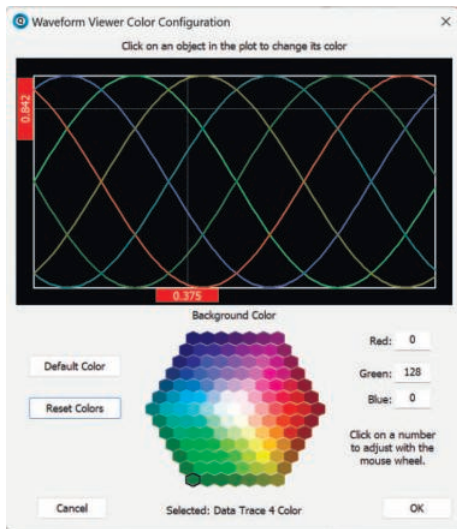 Waveform Viewer Color Configuration
Click on an object in the plot to change its color
0.842
0.375
Background Color
Default Color
Reset Colors
Red: 0
Green: 128
Blue: 0
Click on a number
to adjust with the
mouse wheel.
Cancel
Selected: Data Trace 4 Color
OK